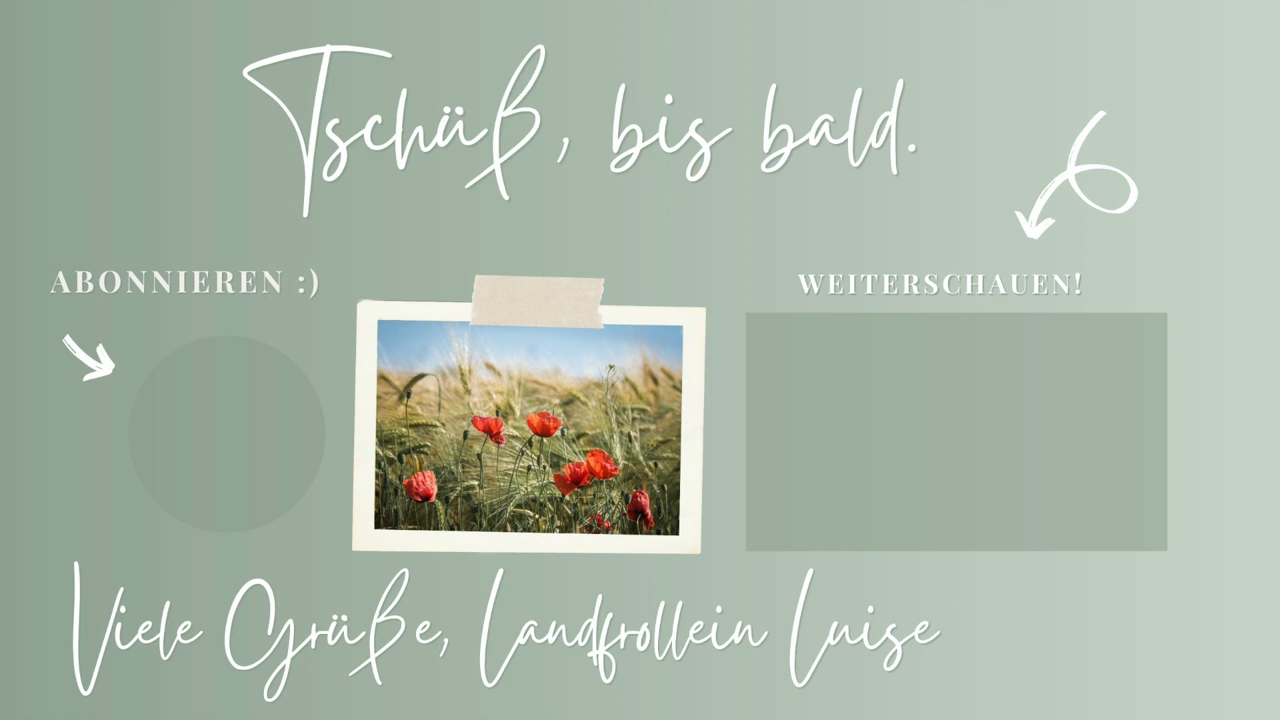 Tschüß, bis bald.
ABONNIEREN :)
WEITERSCHAUEN!
Viele Grüße, Landfrollein Luise